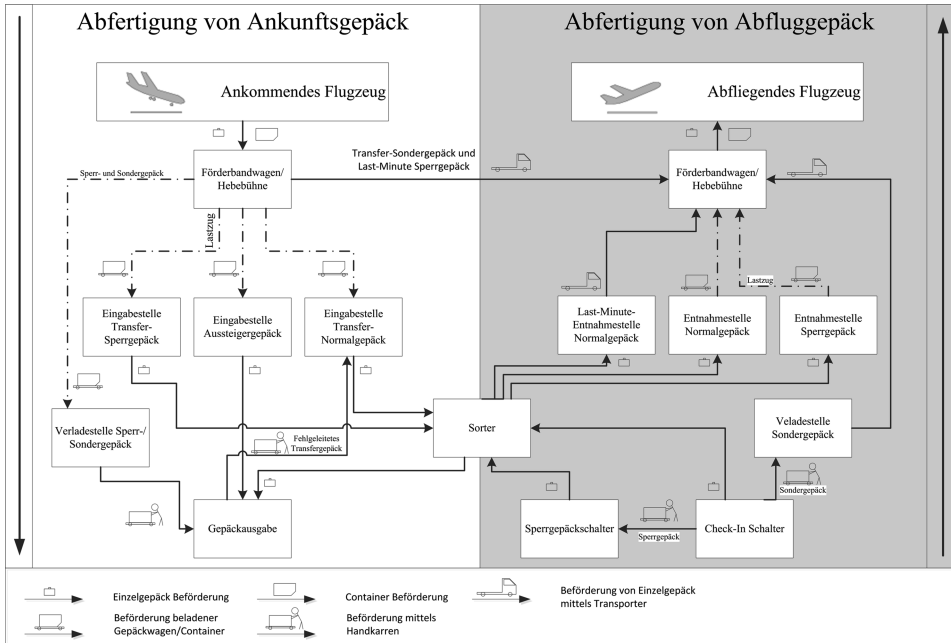 Abfertigung von Ankunftsgepäck
Abfertigung von Abfluggepäck
Ankommendes Flugzeug
Abfliegendes Flugzeug
Transfer-Sondergepäck und
Last-Minute Sperrgepäck
Sperr- und Sondergepäck
Förderbandwagen/
Hebebühne
Förderbandwagen/
Hebebühne
Lastzug
Lastzug
Eingabestelle
Transfer-
Sperrgepäck
Eingabestelle
Aussteigergepäck
Eingabestelle
Transfer-
Normalgepäck
Last-Minute-
Entnahmestelle
Normalgepäck
Entnahmestelle
Normalgepäck
Entnahmestelle
Sperrgepäck
Verladestelle Sperr-/
Sondergepäck
Fehlgeleitetes
Transfergepäck
Sorter
Veladestelle
Sondergepäck
Sondergepäck
Gepäckausgabe
Sperrgepäckschalter
Sperrgepäck
Check-In Schalter
Einzelgepäck Beförderung
Container Beförderung
Beförderung von Einzelgepäck
mittels Transporter
Beförderung beladener
Gepäckwagen/Container
Beförderung mittels
Handkarren